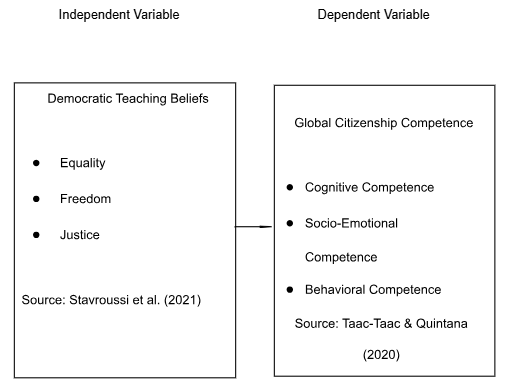 Independent Variable
Dependent Variable
Democratic Teaching Beliefs
● Equality
● Freedom
● Justice
Source: Stavroussi et al. (2021)
Global Citizenship Competence
● Cognitive Competence
● Socio-Emotional
Competence
● Behavioral Competence
Source: Taac-Taac & Quintana
(2020)